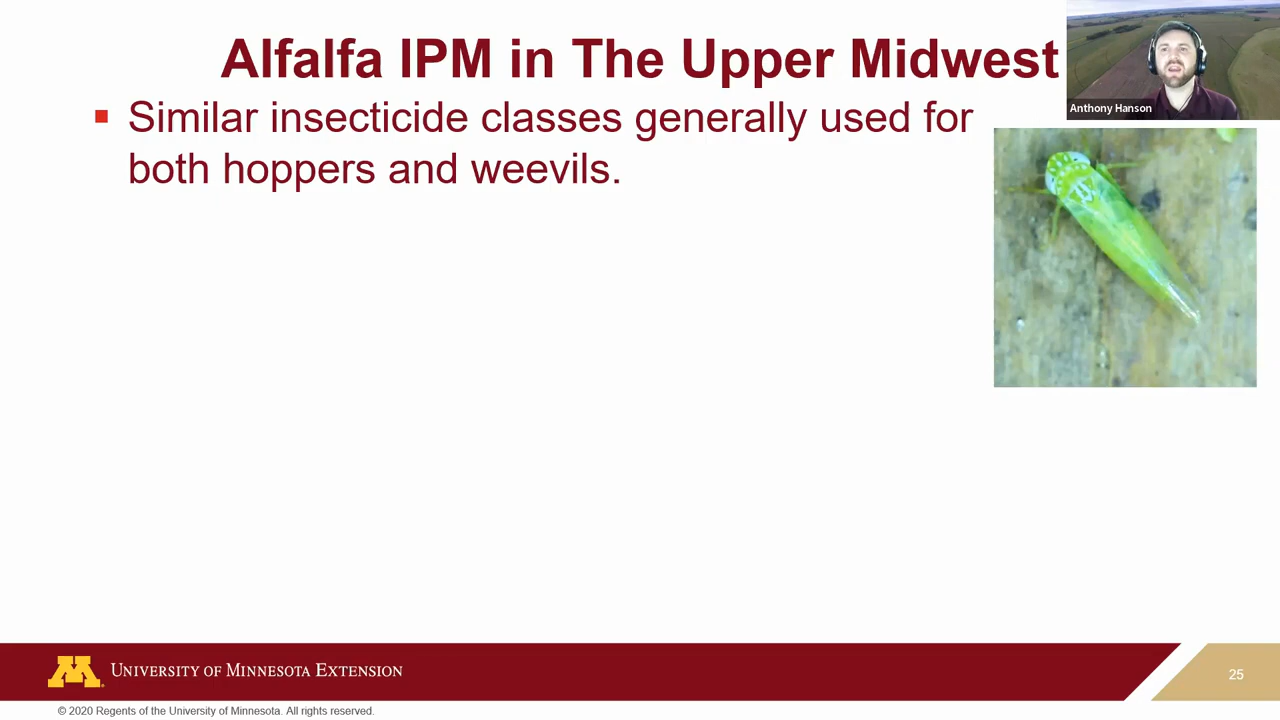 Alfalfa IPM in The Upper Midwest
Anthony Hanson
▪ Similar insecticide classes generally used for
both hoppers and weevils.
M
UNIVERSITY OF MINNESOTA EXTENSION
25
© 2020 Regents of the University of Minnesota. All rights reserved.